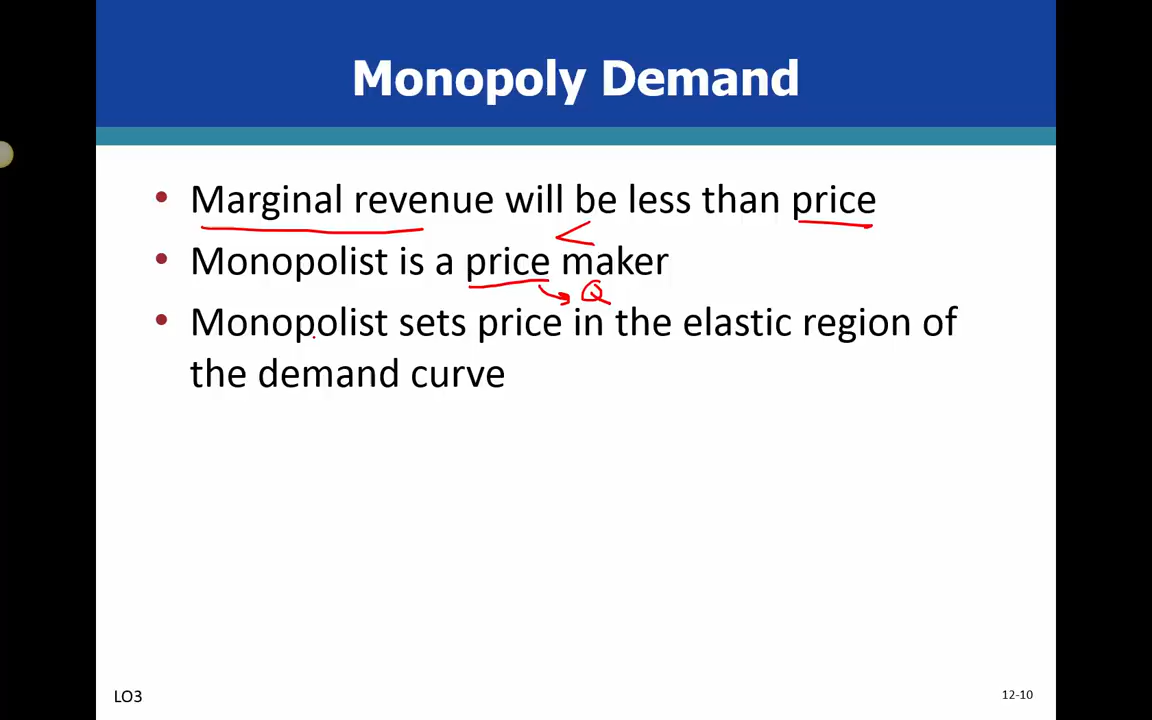 Monopoly Demand
• Marginal revenue will be less than price
<
• Monopolist is a price maker
Q
• Monopolist sets price in the elastic region of
the demand curve
LO3
12-10